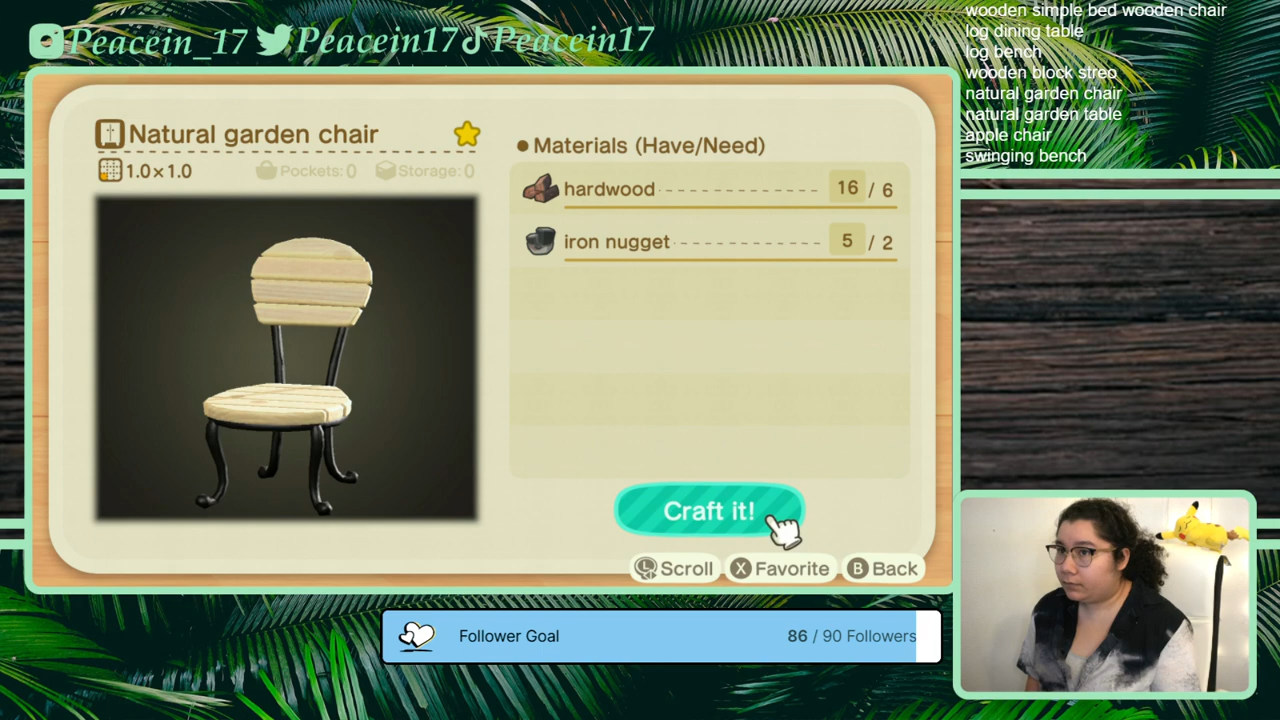 Peacein_17 Peacein17 Peacein17
wooden simple bed wooden chair
log dining table
log bench
wooden block streo
natural garden chair
natural garden table
apple chair
swinging bench
Natural garden chair
1.0×1.0 Pockets: 0 Storage: 0
Materials (Have/Need)
hardwood 16 / 6
iron nugget 5 / 2
Craft it!
L Scroll X Favorite B Back
Follower Goal 86 / 90 Followers